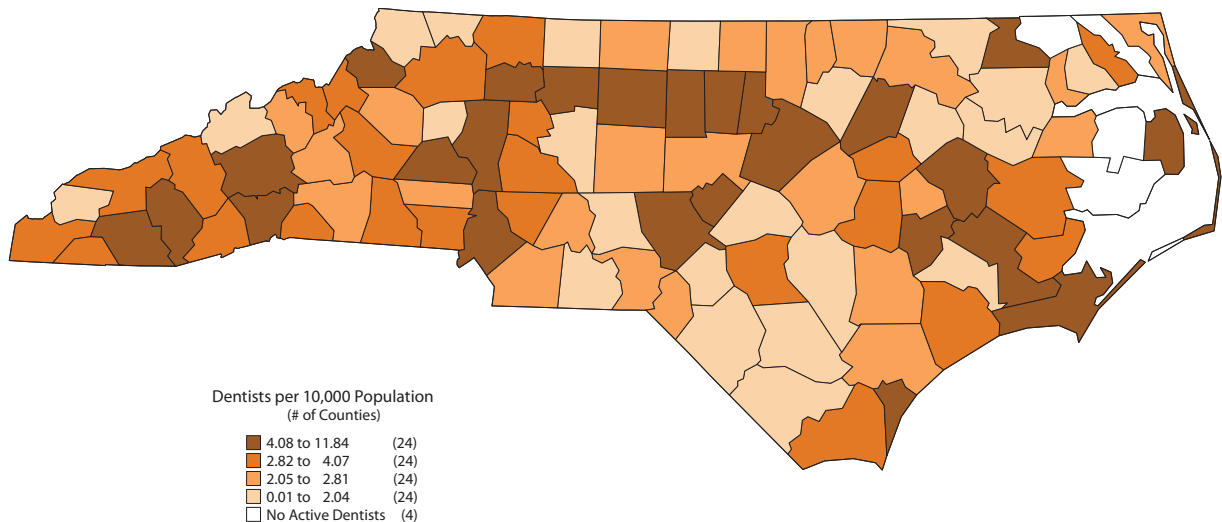 Dentists per 10,000 Population
(# of Counties)
4.08 to 11.84 (24)
2.82 to 4.07 (24)
2.05 to 2.81 (24)
0.01 to 2.04 (24)
No Active Dentists (4)